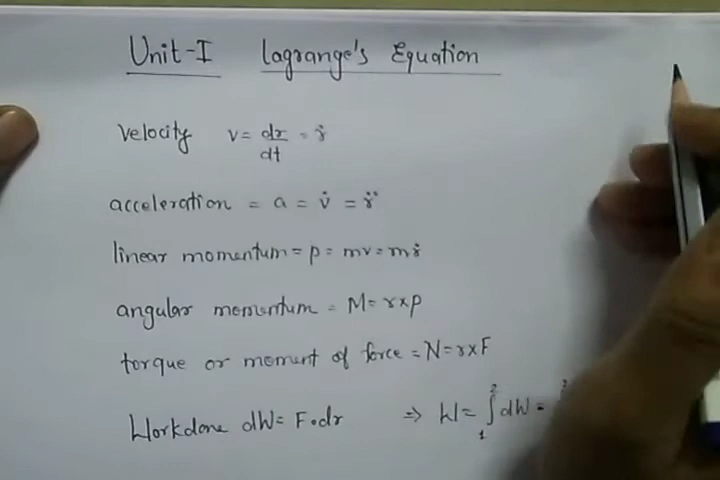 Unit-I Lagrange's Equation
velocity v = dr/dt = ṙ
acceleration = a = v̇ = r̈
linear momentum = p = mv = mṙ
angular momentum = M = r×p
torque or moment of force = N = r×F
Workdone dW = F•dr ⇒ W = ∫₁² dW =